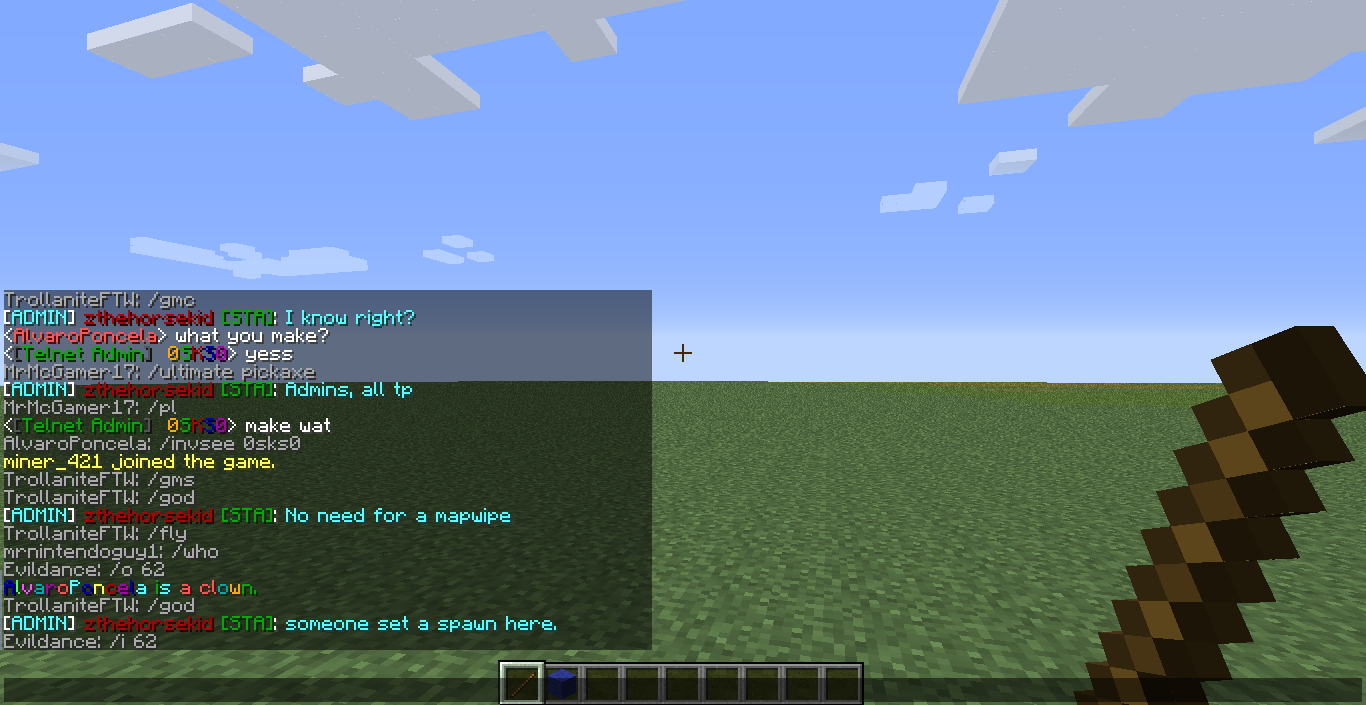 TrollaniteFTW: /gmc
[ADMIN] zthehorsekid [STA]: I know right?
<AlvaroPoncela> what you make?
<[Telnet Admin] 0SKS0> yess
MrMcGamer17: /ultimate pickaxe
[ADMIN] zthehorsekid [STA]: Admins, all tp
MrMcGamer17: /pl
<[Telnet Admin] 0SKS0> make wat
AlvaroPoncela: /invsee 0sks0
miner_421 joined the game.
TrollaniteFTW: /gms
TrollaniteFTW: /god
[ADMIN] zthehorsekid [STA]: No need for a mapwipe
TrollaniteFTW: /fly
mrnintendoguy1: /who
Evildance: /o 62
AlvaroPoncela is a clown.
TrollaniteFTW: /god
[ADMIN] zthehorsekid [STA]: someone set a spawn here.
Evildance: /i 62